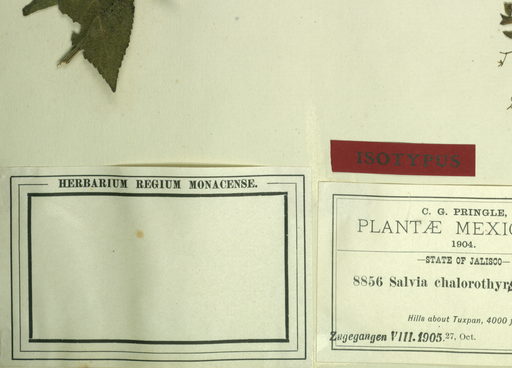 ISOTYPUS
HERBARIUM REGIUM MONACENSE.
C. G. PRINGLE,
PLANTÆ MEXIC
1904.
—STATE OF JALISCO—
8856 Salvia chalorothyr
Hills about Tuxpan, 4000 f
Zugegangen VIII.1905. 27, Oct.